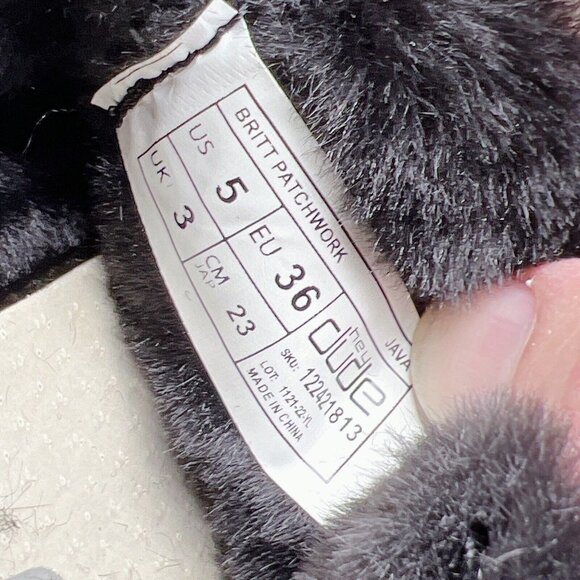 BRITT PATCHWORK
JAVA
US 5
EU 36
UK 3
CM
JAP
23
hey
dude
SKU: 122421813
LOT: 1121-22-YL
MADE IN CHINA